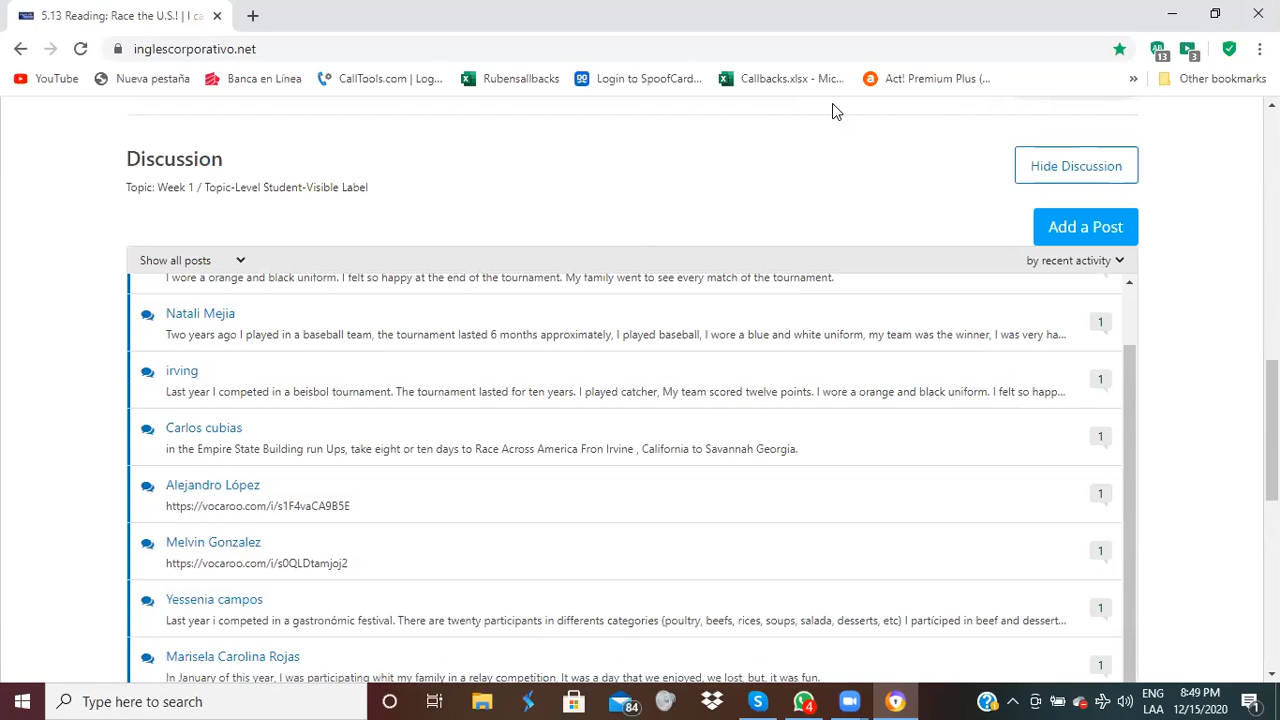 5.13 Reading: Race the U.S.! | I ca
inglescorporativo.net
13
3
YouTube
Nueva pestaña
Banca en Línea
CallTools.com | Log...
Rubensallbacks
Login to SpoofCard...
Callbacks.xlsx - Mic...
Act! Premium Plus (...
Other bookmarks
Discussion
Hide Discussion
Topic: Week 1 / Topic-Level Student-Visible Label
Add a Post
Show all posts
by recent activity
I wore a orange and black uniform. I felt so happy at the end of the tournament. My family went to see every match of the tournament.
Natali Mejia
Two years ago I played in a baseball team, the tournament lasted 6 months approximately, I played baseball, I wore a blue and white uniform, my team was the winner, I was very ha...
1
irving
Last year I competed in a beisbol tournament. The tournament lasted for ten years. I played catcher, My team scored twelve points. I wore a orange and black uniform. I felt so happ...
1
Carlos cubias
in the Empire State Building run Ups, take eight or ten days to Race Across America Fron Irvine , California to Savannah Georgia.
1
Alejandro López
https://vocaroo.com/i/s1F4vaCA9B5E
1
Melvin Gonzalez
https://vocaroo.com/i/s0QLDtamjoj2
1
Yessenia campos
Last year i competed in a gastronómic festival. There are twenty participants in differents categories (poultry, beefs, rices, soups, salada, desserts, etc) I partíciped in beef and dessert...
1
Marisela Carolina Rojas
In January of this year, I was participating whit my family in a relay competition. It was a day that we enjoyed, we lost, but, it was fun.
1
Type here to search
84
4
ENG
LAA
8:49 PM
12/15/2020
1